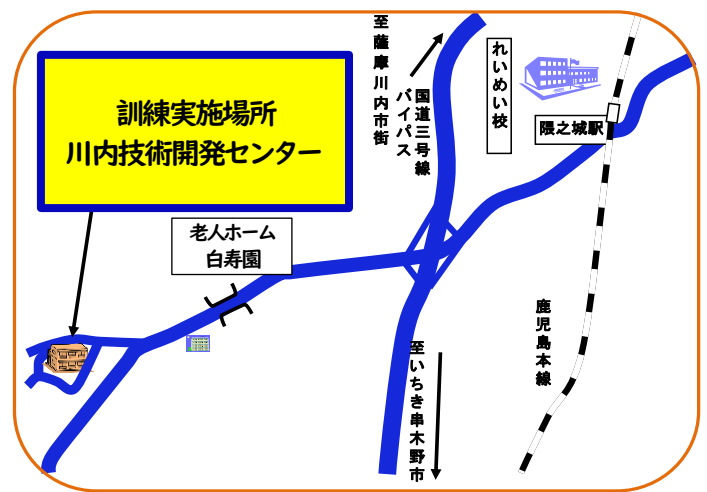 訓練実施場所
川内技術開発センター
至薩摩川内市街
国道三号線
バイパス
れいめい校
隈之城駅
老人ホーム
白寿園
鹿児島本線
至いちき串木野市